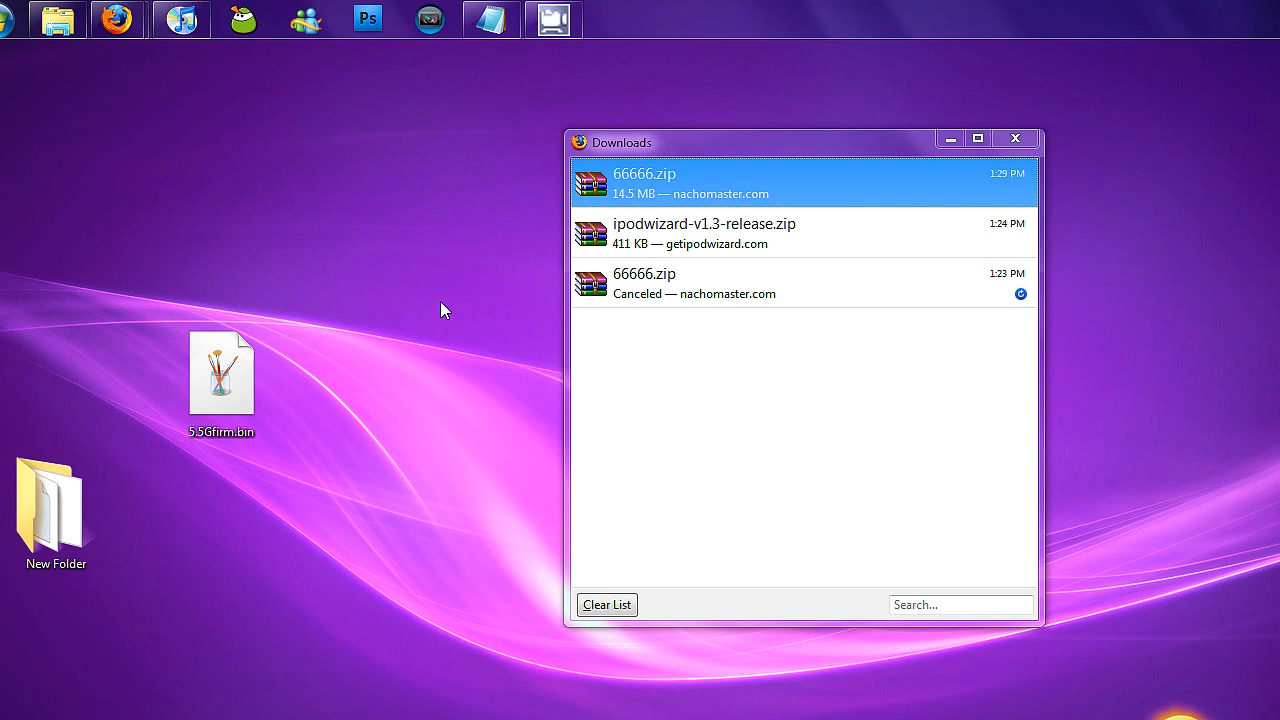 Ps
Downloads
66666.zip
1:29 PM
14.5 MB — nachomaster.com
ipodwizard-v1.3-release.zip
1:24 PM
411 KB — getipodwizard.com
66666.zip
1:23 PM
Canceled — nachomaster.com
5.5Gfirm.bin
New Folder
Clear List
Search...